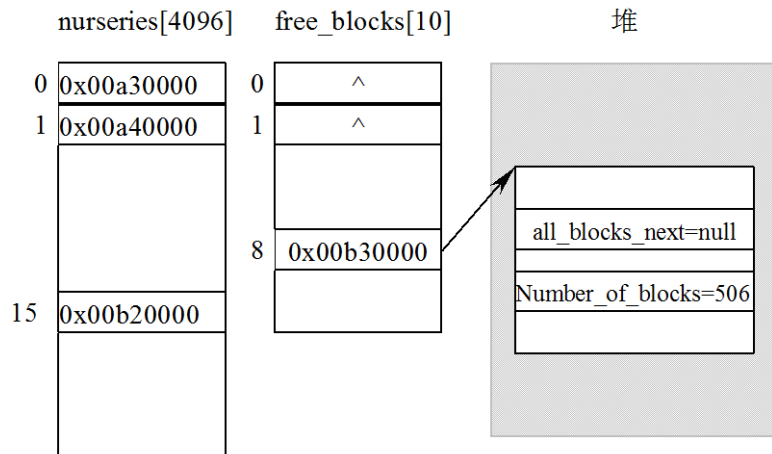 nurseries[4096] free_blocks[10] 堆
0 0x00a30000 0 ^
1 0x00a40000 1 ^
all_blocks_next=null
8 0x00b30000
Number_of_blocks=506
15 0x00b20000